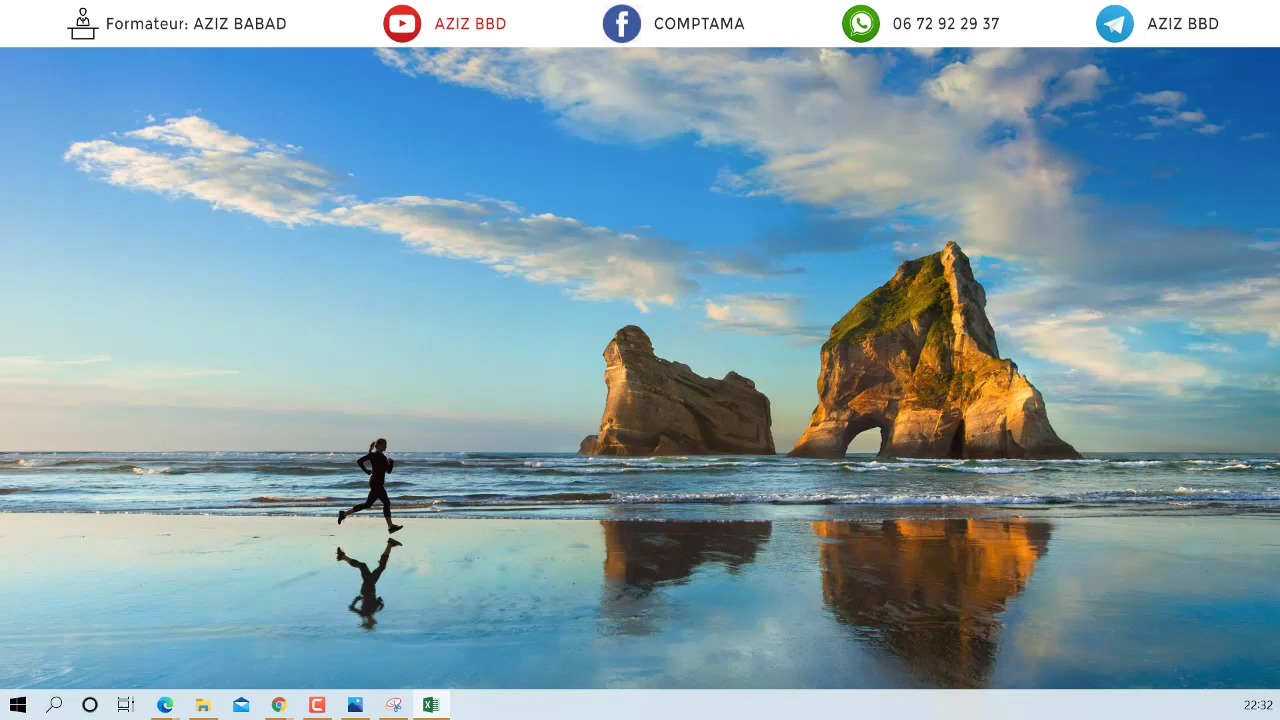 Formateur: AZIZ BABAD
AZIZ BBD
COMPTAMA
06 72 92 29 37
AZIZ BBD
22:32